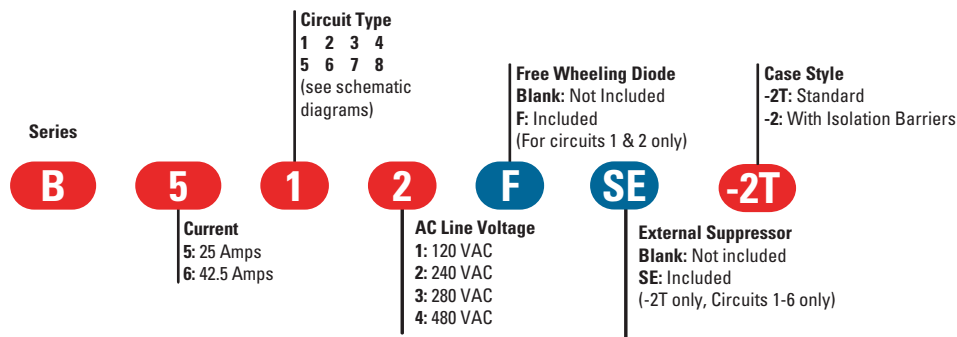 Circuit Type
1 2 3 4
5 6 7 8
(see schematic
diagrams)
Free Wheeling Diode
Blank: Not Included
F: Included
(For circuits 1 & 2 only)
Case Style
-2T: Standard
-2: With Isolation Barriers
Series
B 5 1 2 F SE -2T
Current
5: 25 Amps
6: 42.5 Amps
AC Line Voltage
1: 120 VAC
2: 240 VAC
3: 280 VAC
4: 480 VAC
External Suppressor
Blank: Not included
SE: Included
(-2T only, Circuits 1-6 only)